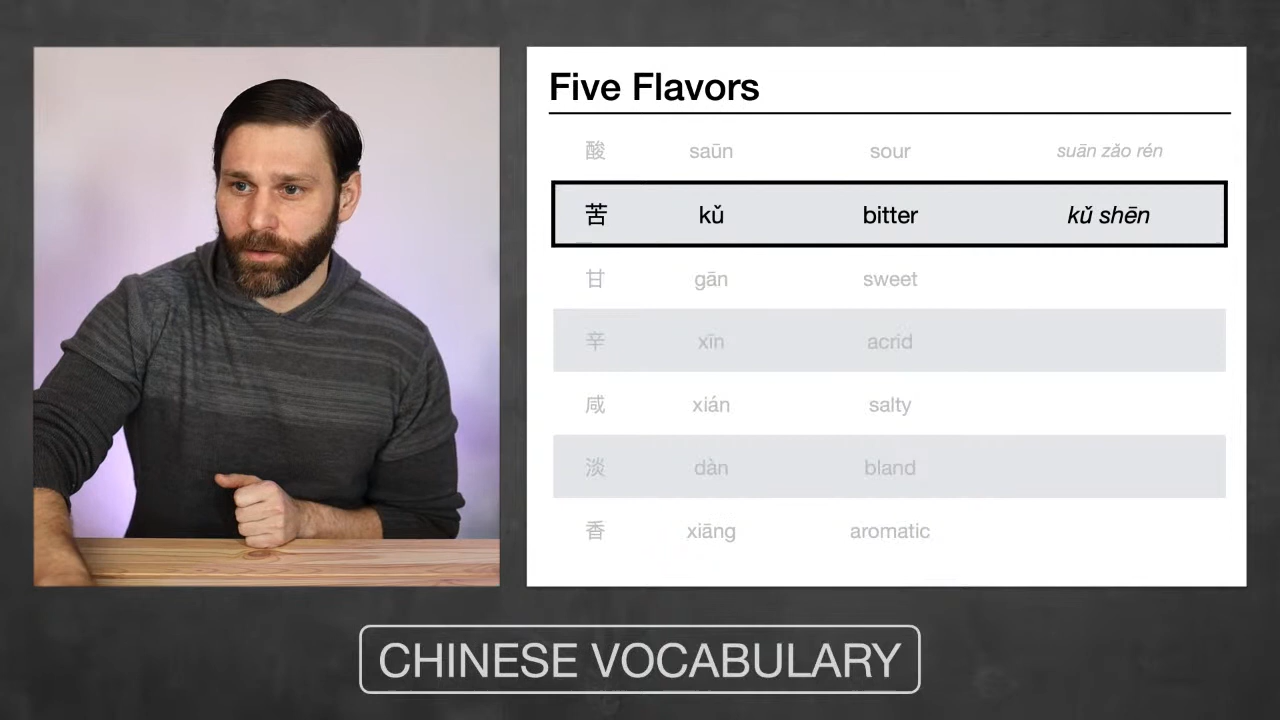 Five Flavors
酸 saūn sour suān zǎo rén
苦 kǔ bitter kǔ shēn
甘 gān sweet
辛 xīn acrid
咸 xián salty
淡 dàn bland
香 xiāng aromatic
CHINESE VOCABULARY